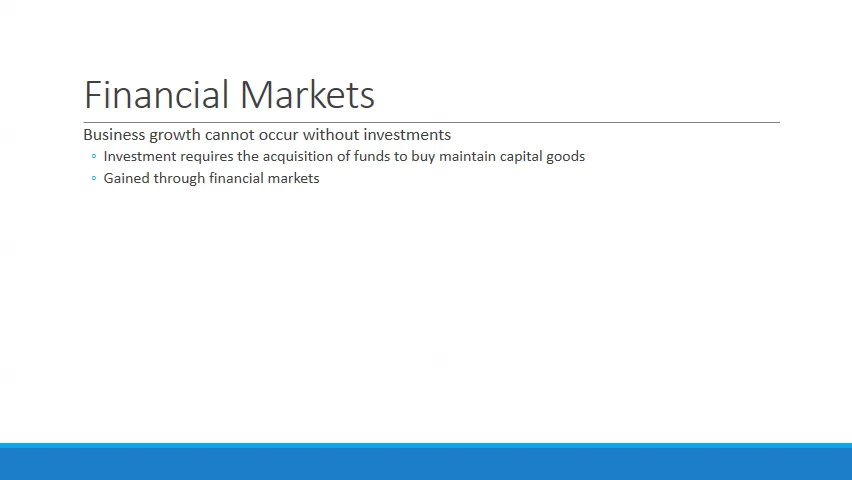 Financial Markets
Business growth cannot occur without investments
◦ Investment requires the acquisition of funds to buy maintain capital goods
◦ Gained through financial markets